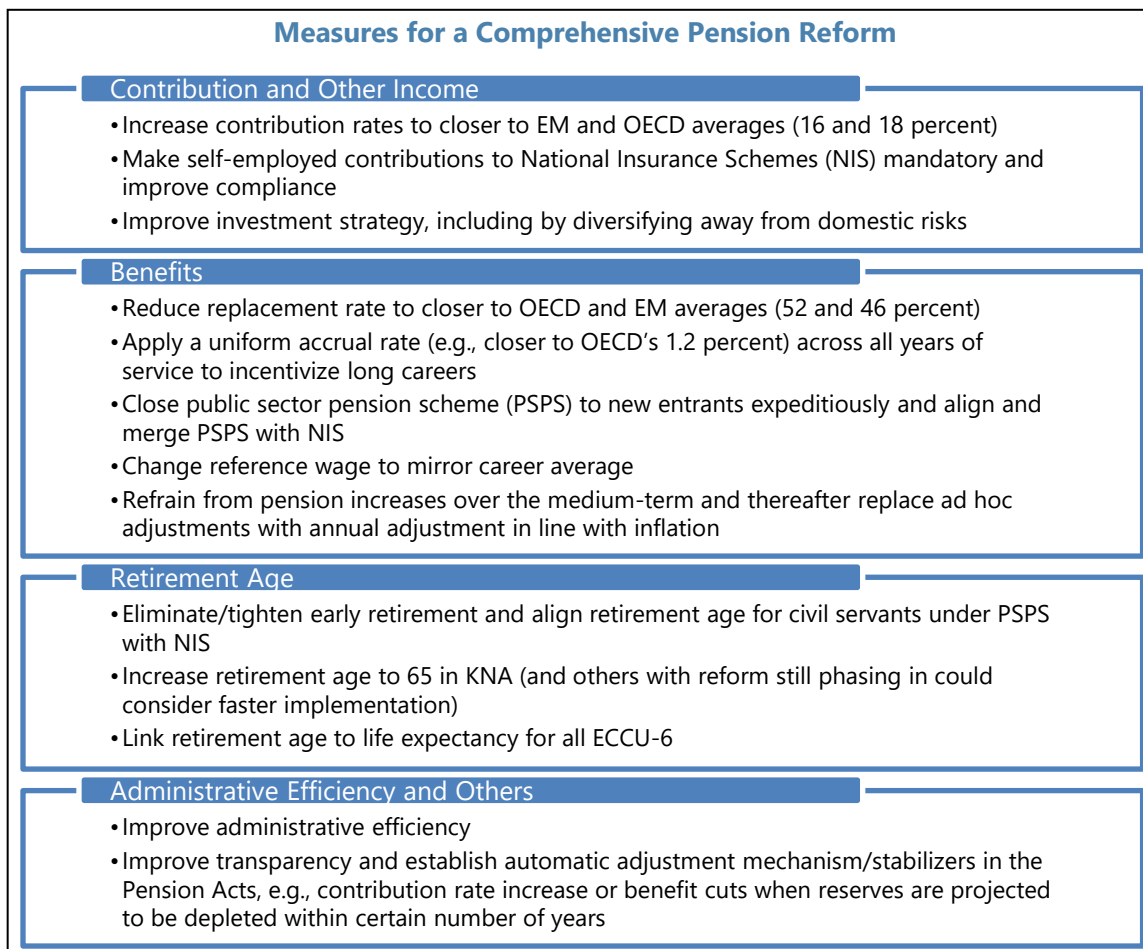 Measures for a Comprehensive Pension Reform
Contribution and Other Income
•Increase contribution rates to closer to EM and OECD averages (16 and 18 percent)
•Make self-employed contributions to National Insurance Schemes (NIS) mandatory and
improve compliance
•Improve investment strategy, including by diversifying away from domestic risks
Benefits
•Reduce replacement rate to closer to OECD and EM averages (52 and 46 percent)
•Apply a uniform accrual rate (e.g., closer to OECD's 1.2 percent) across all years of
service to incentivize long careers
•Close public sector pension scheme (PSPS) to new entrants expeditiously and align and
merge PSPS with NIS
•Change reference wage to mirror career average
•Refrain from pension increases over the medium-term and thereafter replace ad hoc
adjustments with annual adjustment in line with inflation
Retirement Age
•Eliminate/tighten early retirement and align retirement age for civil servants under PSPS
with NIS
•Increase retirement age to 65 in KNA (and others with reform still phasing in could
consider faster implementation)
•Link retirement age to life expectancy for all ECCU-6
Administrative Efficiency and Others
•Improve administrative efficiency
•Improve transparency and establish automatic adjustment mechanism/stabilizers in the
Pension Acts, e.g., contribution rate increase or benefit cuts when reserves are projected
to be depleted within certain number of years